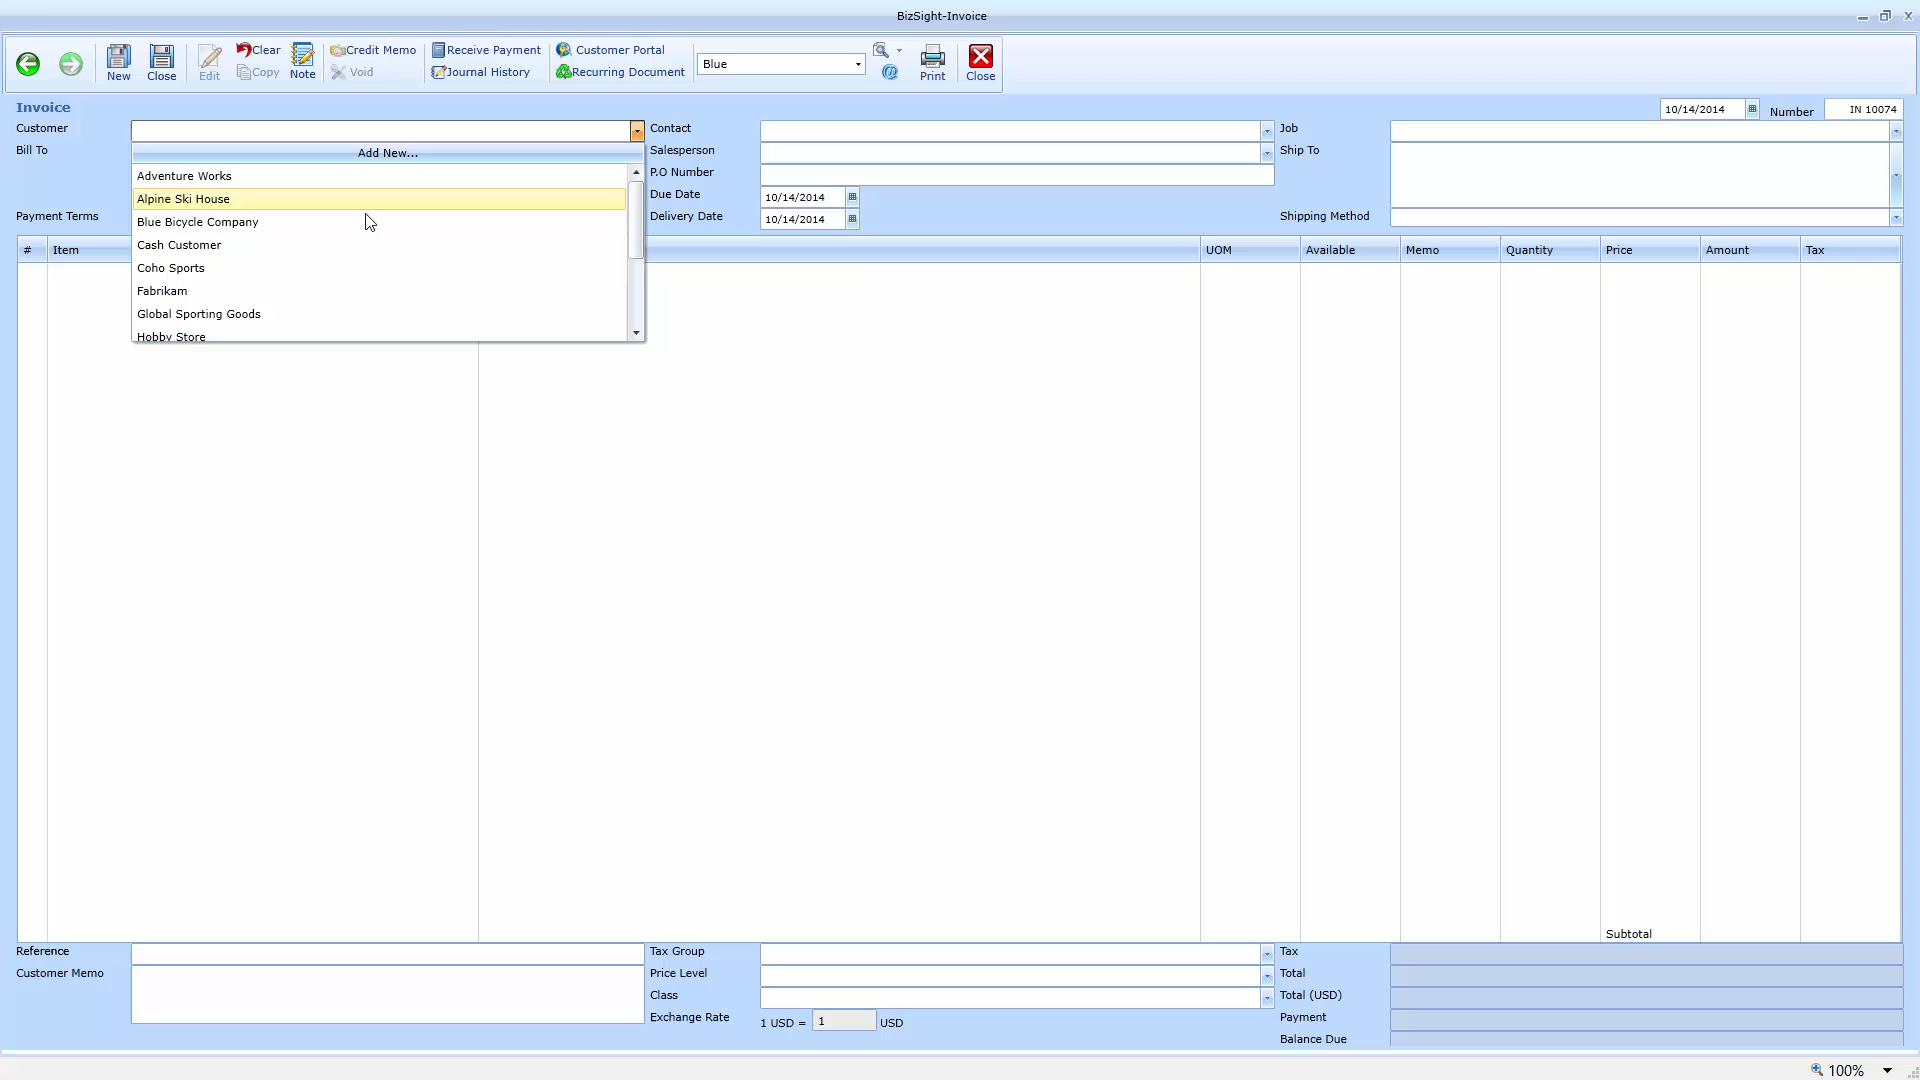 BizSight-Invoice
New
Close
Edit
Clear
Copy
Note
Credit Memo
Void
Receive Payment
Journal History
Customer Portal
Recurring Document
Blue
Print
Close
Invoice
10/14/2014
Number
IN 10074
Customer
Contact
Job
Bill To
Add New...
Salesperson
Ship To
Adventure Works
P.O Number
Alpine Ski House
Due Date
10/14/2014
Payment Terms
Blue Bicycle Company
Delivery Date
10/14/2014
Shipping Method
# Item UOM Available Memo Quantity Price Amount Tax
Cash Customer
Coho Sports
Fabrikam
Global Sporting Goods
Hobby Store
Subtotal
Reference
Tax Group
Tax
Customer Memo
Price Level
Total
Class
Total (USD)
Exchange Rate
1 USD = 1 USD
Payment
Balance Due
100%